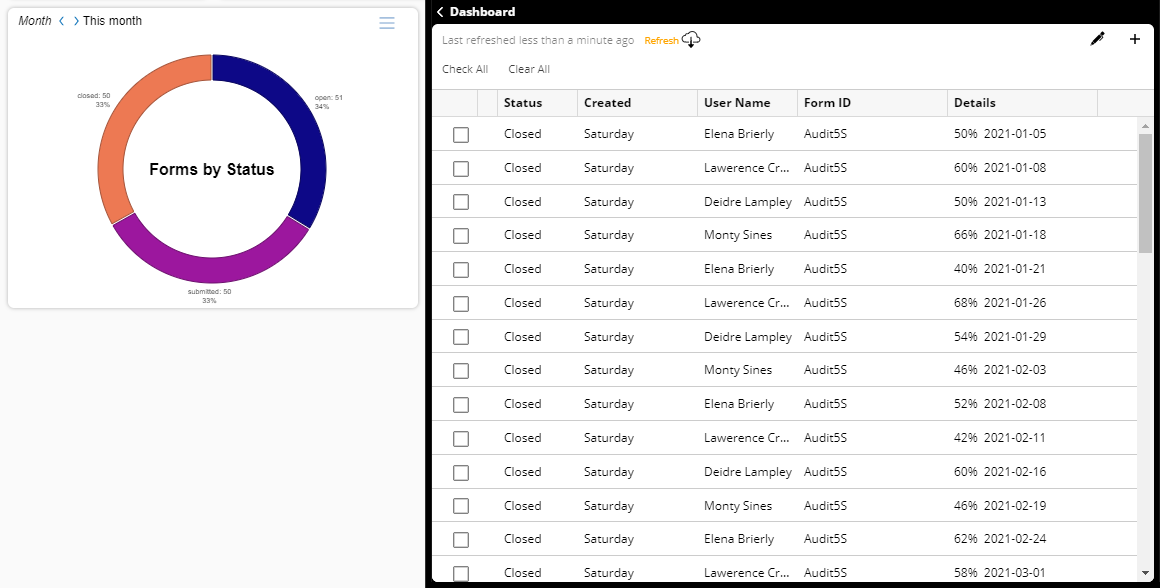 Month < > This month
closed: 50
33%
open: 51
34%
Forms by Status
submitted: 50
33%
Dashboard
Last refreshed less than a minute ago Refresh
Check All Clear All
Status Created User Name Form ID Details
Closed Saturday Elena Brierly Audit5S 50% 2021-01-05
Closed Saturday Lawerence Cr... Audit5S 60% 2021-01-08
Closed Saturday Deidre Lampley Audit5S 50% 2021-01-13
Closed Saturday Monty Sines Audit5S 66% 2021-01-18
Closed Saturday Elena Brierly Audit5S 40% 2021-01-21
Closed Saturday Lawerence Cr... Audit5S 68% 2021-01-26
Closed Saturday Deidre Lampley Audit5S 54% 2021-01-29
Closed Saturday Monty Sines Audit5S 46% 2021-02-03
Closed Saturday Elena Brierly Audit5S 52% 2021-02-08
Closed Saturday Lawerence Cr... Audit5S 42% 2021-02-11
Closed Saturday Deidre Lampley Audit5S 60% 2021-02-16
Closed Saturday Monty Sines Audit5S 46% 2021-02-19
Closed Saturday Elena Brierly Audit5S 62% 2021-02-24
Closed Saturday Lawerence Cr... Audit5S 58% 2021-03-01